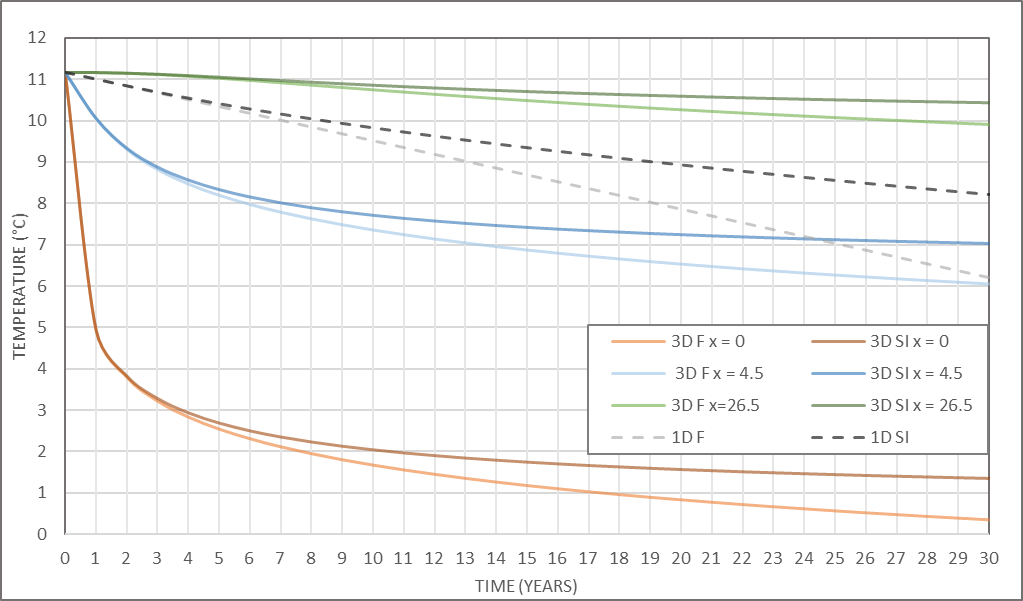 12
11
10
9
8
7
6
5
4
3
2
1
0
TEMPERATURE (°C)
3D F x = 0
3D SI x = 0
3D F x = 4.5
3D SI x = 4.5
3D F x=26.5
3D SI x = 26.5
1D F
1D SI
0 1 2 3 4 5 6 7 8 9 10 11 12 13 14 15 16 17 18 19 20 21 22 23 24 25 26 27 28 29 30
TIME (YEARS)